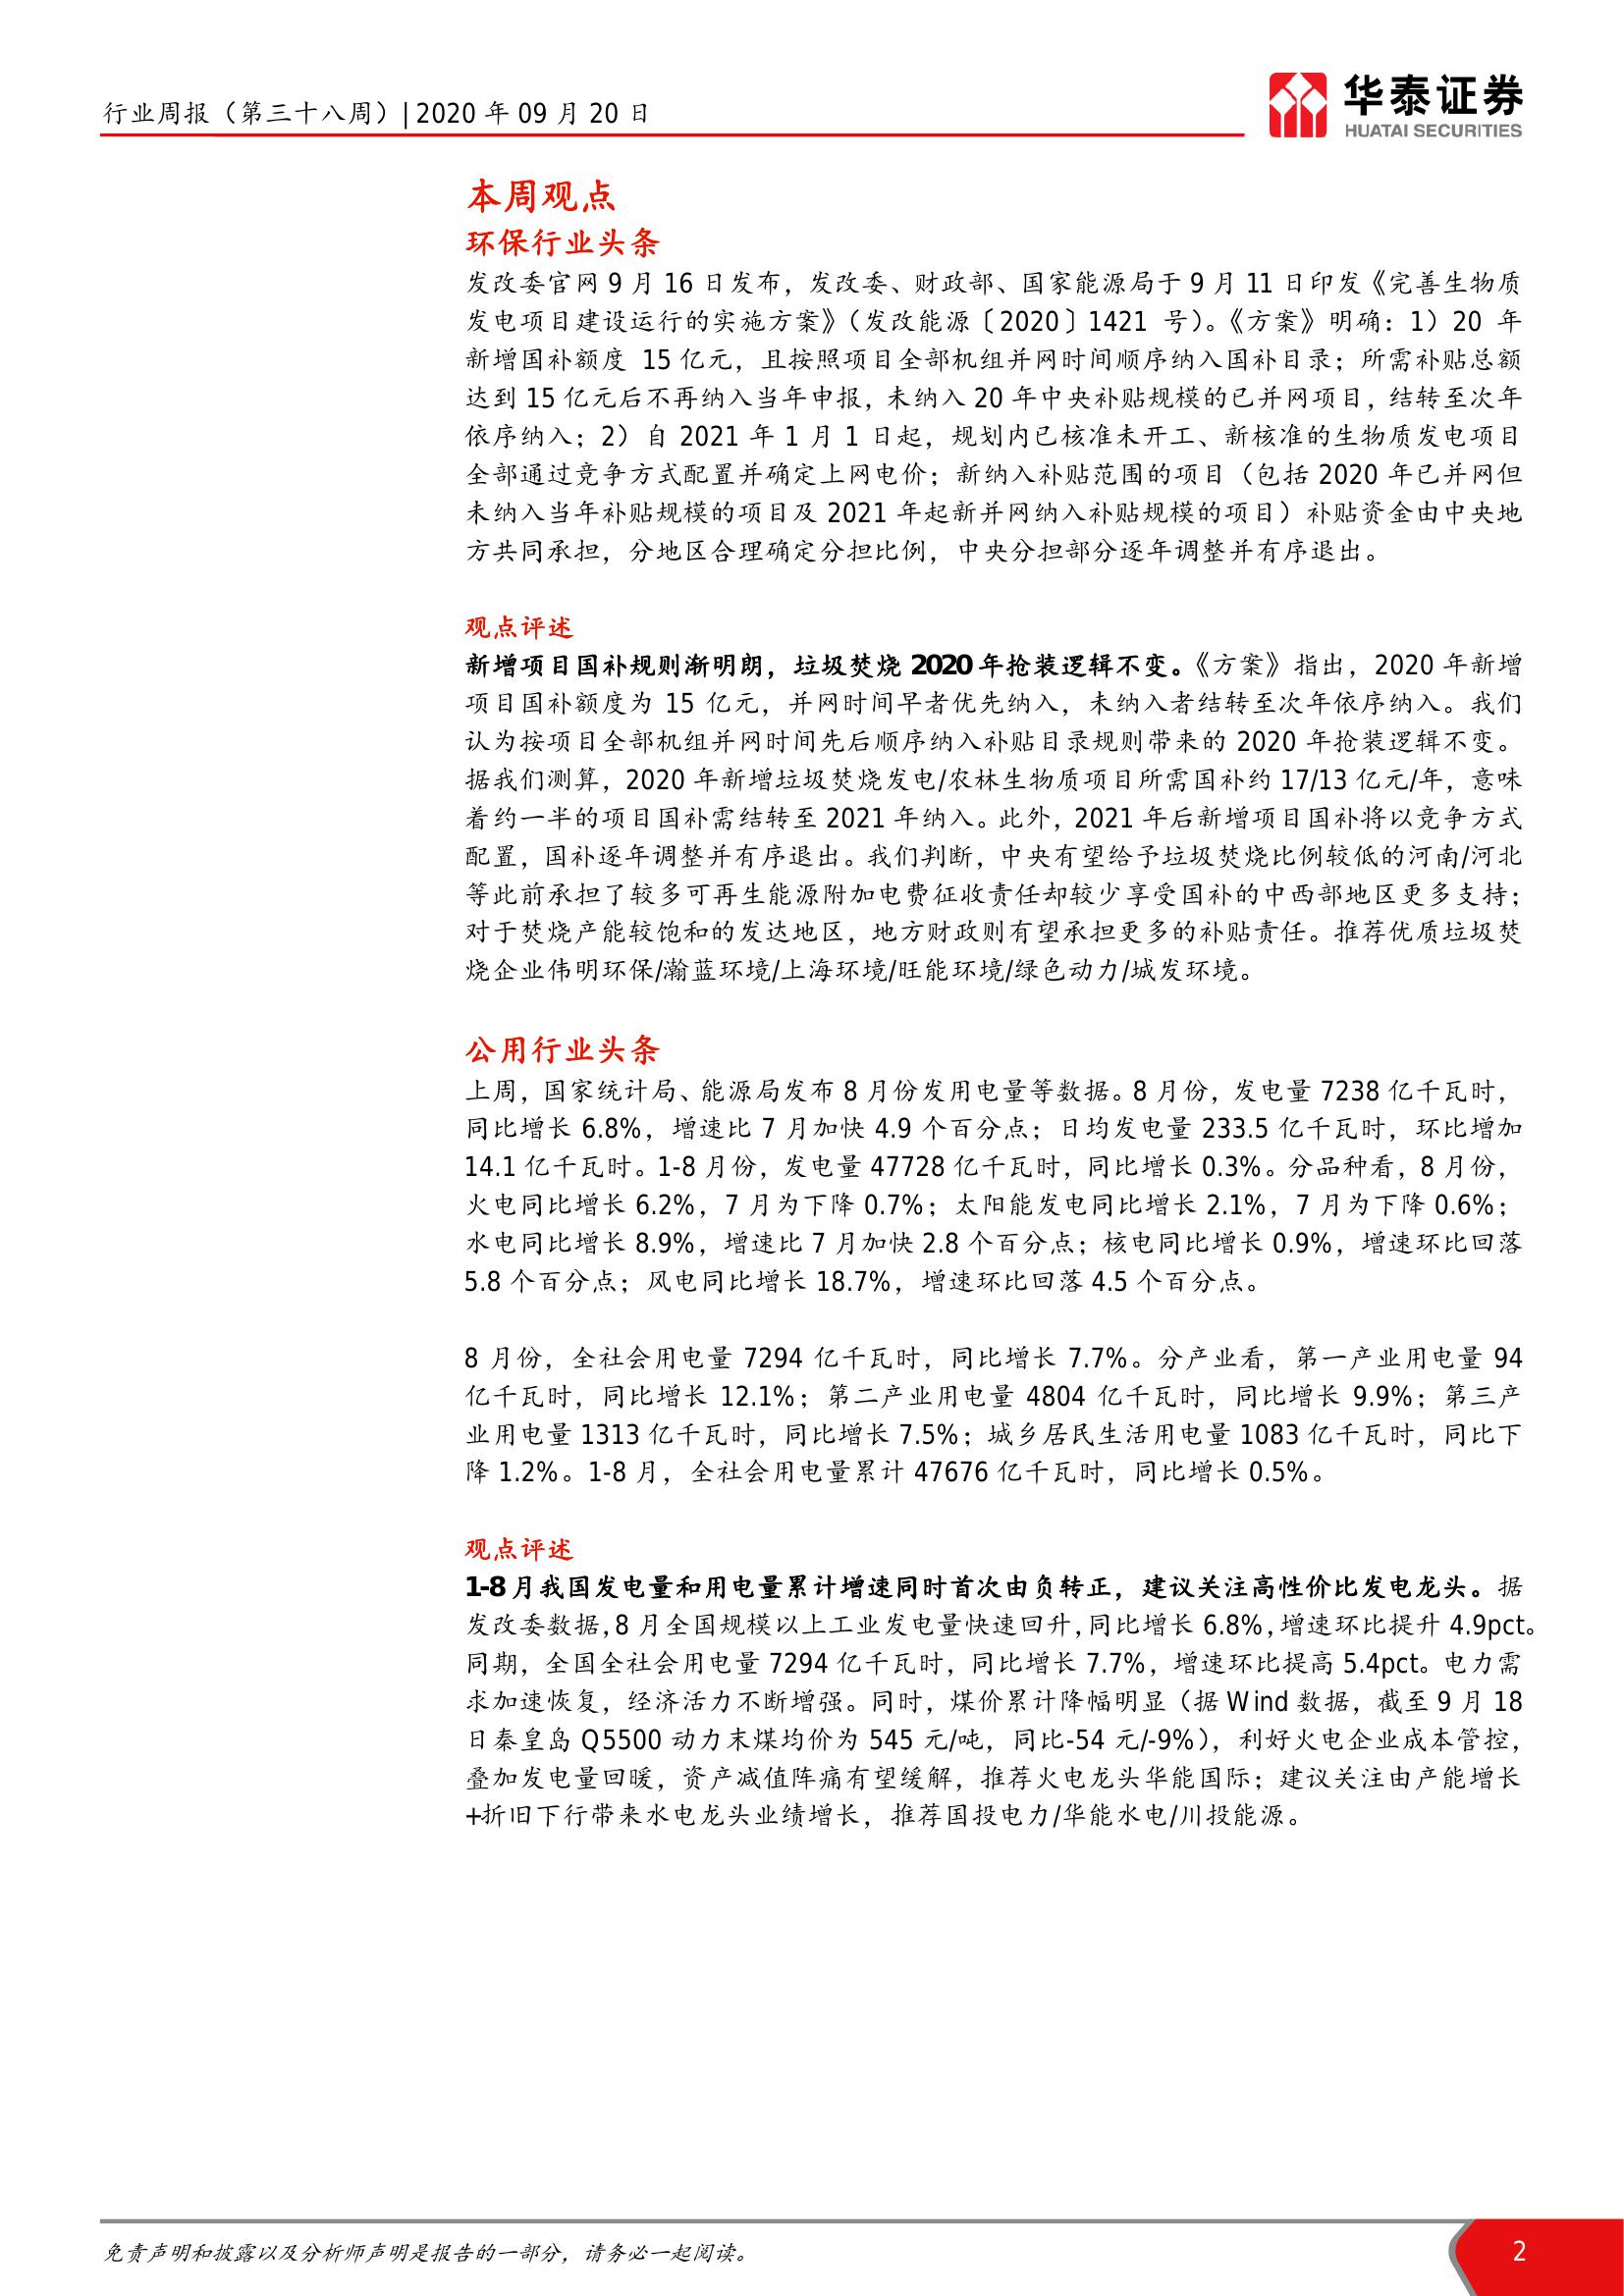 行业周报（第三十八周）| 2020 年 09 月 20 日
华泰证券
HUATAI SECURITIES
本周观点
环保行业头条
发改委官网 9 月 16 日发布，发改委、财政部、国家能源局于 9 月 11 日印发《完善生物质
发电项目建设运行的实施方案》（发改能源〔2020〕1421 号）。《方案》明确：1）20 年
新增国补额度 15 亿元，且按照项目全部机组并网时间顺序纳入国补目录；所需补贴总额
达到 15 亿元后不再纳入当年申报，未纳入 20 年中央补贴规模的已并网项目，结转至次年
依序纳入；2）自 2021 年 1 月 1 日起，规划内已核准未开工、新核准的生物质发电项目
全部通过竞争方式配置并确定上网电价；新纳入补贴范围的项目（包括 2020 年已并网但
未纳入当年补贴规模的项目及 2021 年起新并网纳入补贴规模的项目）补贴资金由中央地
方共同承担，分地区合理确定分担比例，中央分担部分逐年调整并有序退出。
观点评述
新增项目国补规则渐明朗，垃圾焚烧 2020 年抢装逻辑不变。《方案》指出，2020 年新增
项目国补额度为 15 亿元，并网时间早者优先纳入，未纳入者结转至次年依序纳入。我们
认为按项目全部机组并网时间先后顺序纳入补贴目录规则带来的 2020 年抢装逻辑不变。
据我们测算，2020 年新增垃圾焚烧发电/农林生物质项目所需国补约 17/13 亿元/年，意味
着约一半的项目国补需结转至 2021 年纳入。此外，2021 年后新增项目国补将以竞争方式
配置，国补逐年调整并有序退出。我们判断，中央有望给予垃圾焚烧比例较低的河南/河北
等此前承担了较多可再生能源附加电费征收责任却较少享受国补的中西部地区更多支持；
对于焚烧产能较饱和的发达地区，地方财政则有望承担更多的补贴责任。推荐优质垃圾焚
烧企业伟明环保/瀚蓝环境/上海环境/旺能环境/绿色动力/城发环境。
公用行业头条
上周，国家统计局、能源局发布 8 月份发用电量等数据。8 月份，发电量 7238 亿千瓦时，
同比增长 6.8%，增速比 7 月加快 4.9 个百分点；日均发电量 233.5 亿千瓦时，环比增加
14.1 亿千瓦时。1-8 月份，发电量 47728 亿千瓦时，同比增长 0.3%。分品种看，8 月份，
火电同比增长 6.2%，7 月为下降 0.7%；太阳能发电同比增长 2.1%，7 月为下降 0.6%；
水电同比增长 8.9%，增速比 7 月加快 2.8 个百分点；核电同比增长 0.9%，增速环比回落
5.8 个百分点；风电同比增长 18.7%，增速环比回落 4.5 个百分点。
8 月份，全社会用电量 7294 亿千瓦时，同比增长 7.7%。分产业看，第一产业用电量 94
亿千瓦时，同比增长 12.1%；第二产业用电量 4804 亿千瓦时，同比增长 9.9%；第三产
业用电量 1313 亿千瓦时，同比增长 7.5%；城乡居民生活用电量 1083 亿千瓦时，同比下
降 1.2%。1-8 月，全社会用电量累计 47676 亿千瓦时，同比增长 0.5%。
观点评述
1-8 月我国发电量和用电量累计增速同时首次由负转正，建议关注高性价比发电龙头。据
发改委数据，8 月全国规模以上工业发电量快速回升，同比增长 6.8%，增速环比提升 4.9pct。
同期，全国全社会用电量 7294 亿千瓦时，同比增长 7.7%，增速环比提高 5.4pct。电力需
求加速恢复，经济活力不断增强。同时，煤价累计降幅明显（据 Wind 数据，截至 9 月 18
日秦皇岛 Q5500 动力末煤均价为 545 元/吨，同比-54 元/-9%），利好火电企业成本管控，
叠加发电量回暖，资产减值阵痛有望缓解，推荐火电龙头华能国际；建议关注由产能增长
+折旧下行带来水电龙头业绩增长，推荐国投电力/华能水电/川投能源。
免责声明和披露以及分析师声明是报告的一部分，请务必一起阅读。
2